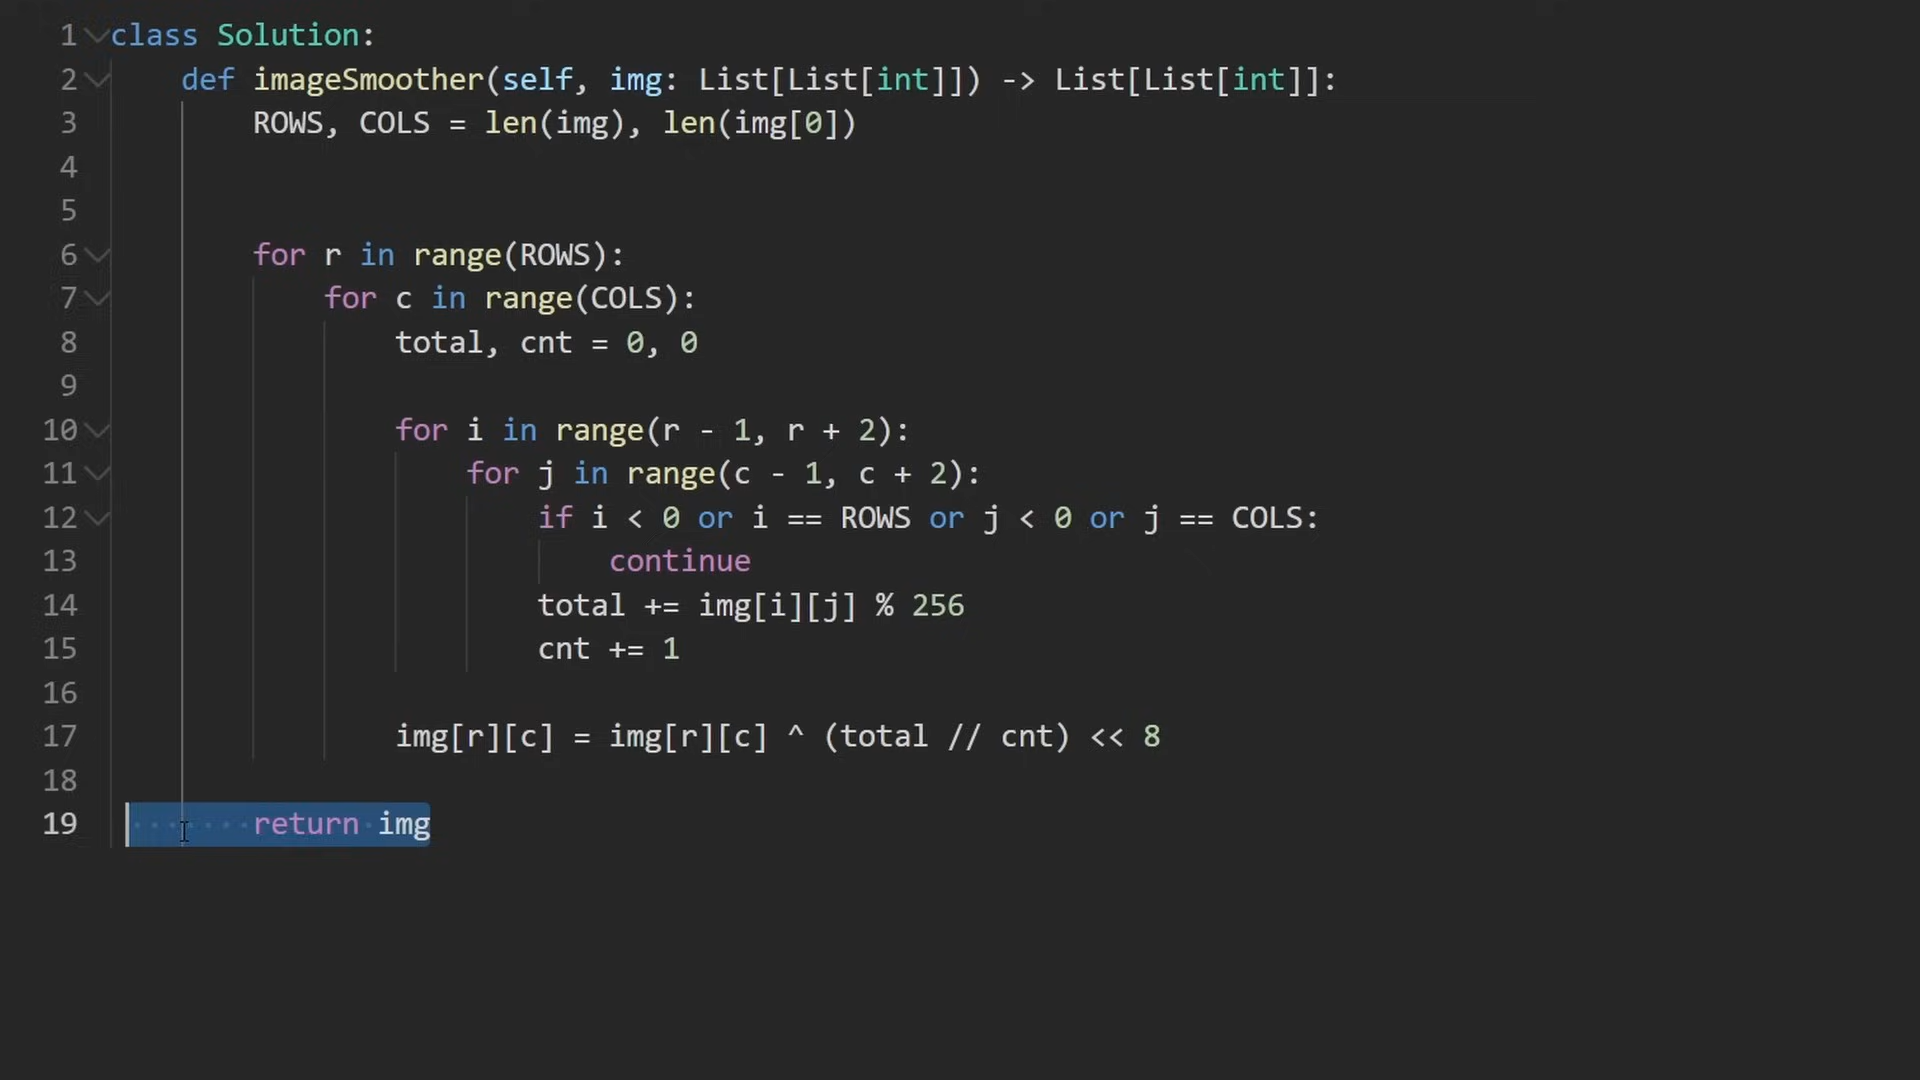 1 class Solution:
2 def imageSmoother(self, img: List[List[int]]) -> List[List[int]]:
3 ROWS, COLS = len(img), len(img[0])
4
5
6 for r in range(ROWS):
7 for c in range(COLS):
8 total, cnt = 0, 0
9
10 for i in range(r - 1, r + 2):
11 for j in range(c - 1, c + 2):
12 if i < 0 or i == ROWS or j < 0 or j == COLS:
13 continue
14 total += img[i][j] % 256
15 cnt += 1
16
17 img[r][c] = img[r][c] ^ (total // cnt) << 8
18
19 return img